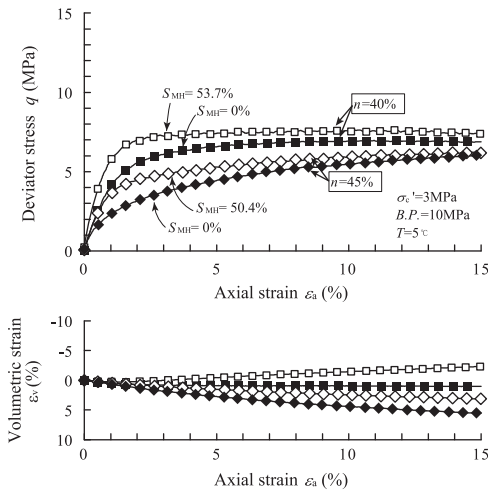 15
10
5
0
Deviator stress q (MPa)
S_MH= 53.7%
S_MH= 0%
n=40%
n=45%
S_MH= 50.4%
S_MH= 0%
σc'=3MPa
B.P.=10MPa
T=5℃
0
5
10
15
Axial strain εa (%)
-10
-5
0
5
10
Volumetric strain
εv (%)
0
5
10
15
Axial strain εa (%)